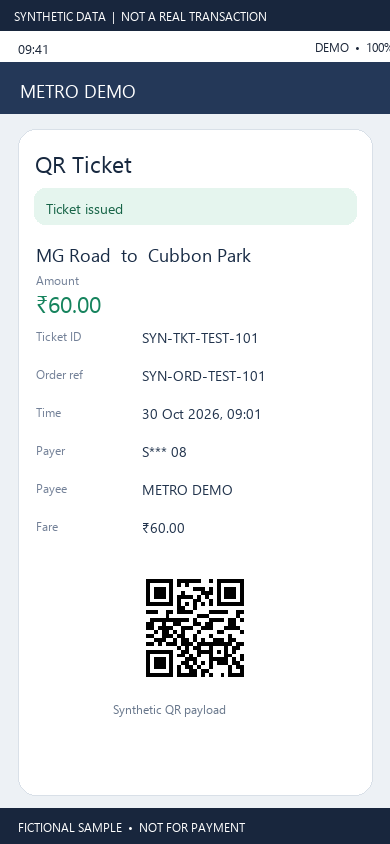 SYNTHETIC DATA | NOT A REAL TRANSACTION
09:41 DEMO • 100%
METRO DEMO
QR Ticket
Ticket issued
MG Road to Cubbon Park
Amount
₹60.00
Ticket ID SYN-TKT-TEST-101
Order ref SYN-ORD-TEST-101
Time 30 Oct 2026, 09:01
Payer S*** 08
Payee METRO DEMO
Fare ₹60.00
Synthetic QR payload
FICTIONAL SAMPLE • NOT FOR PAYMENT